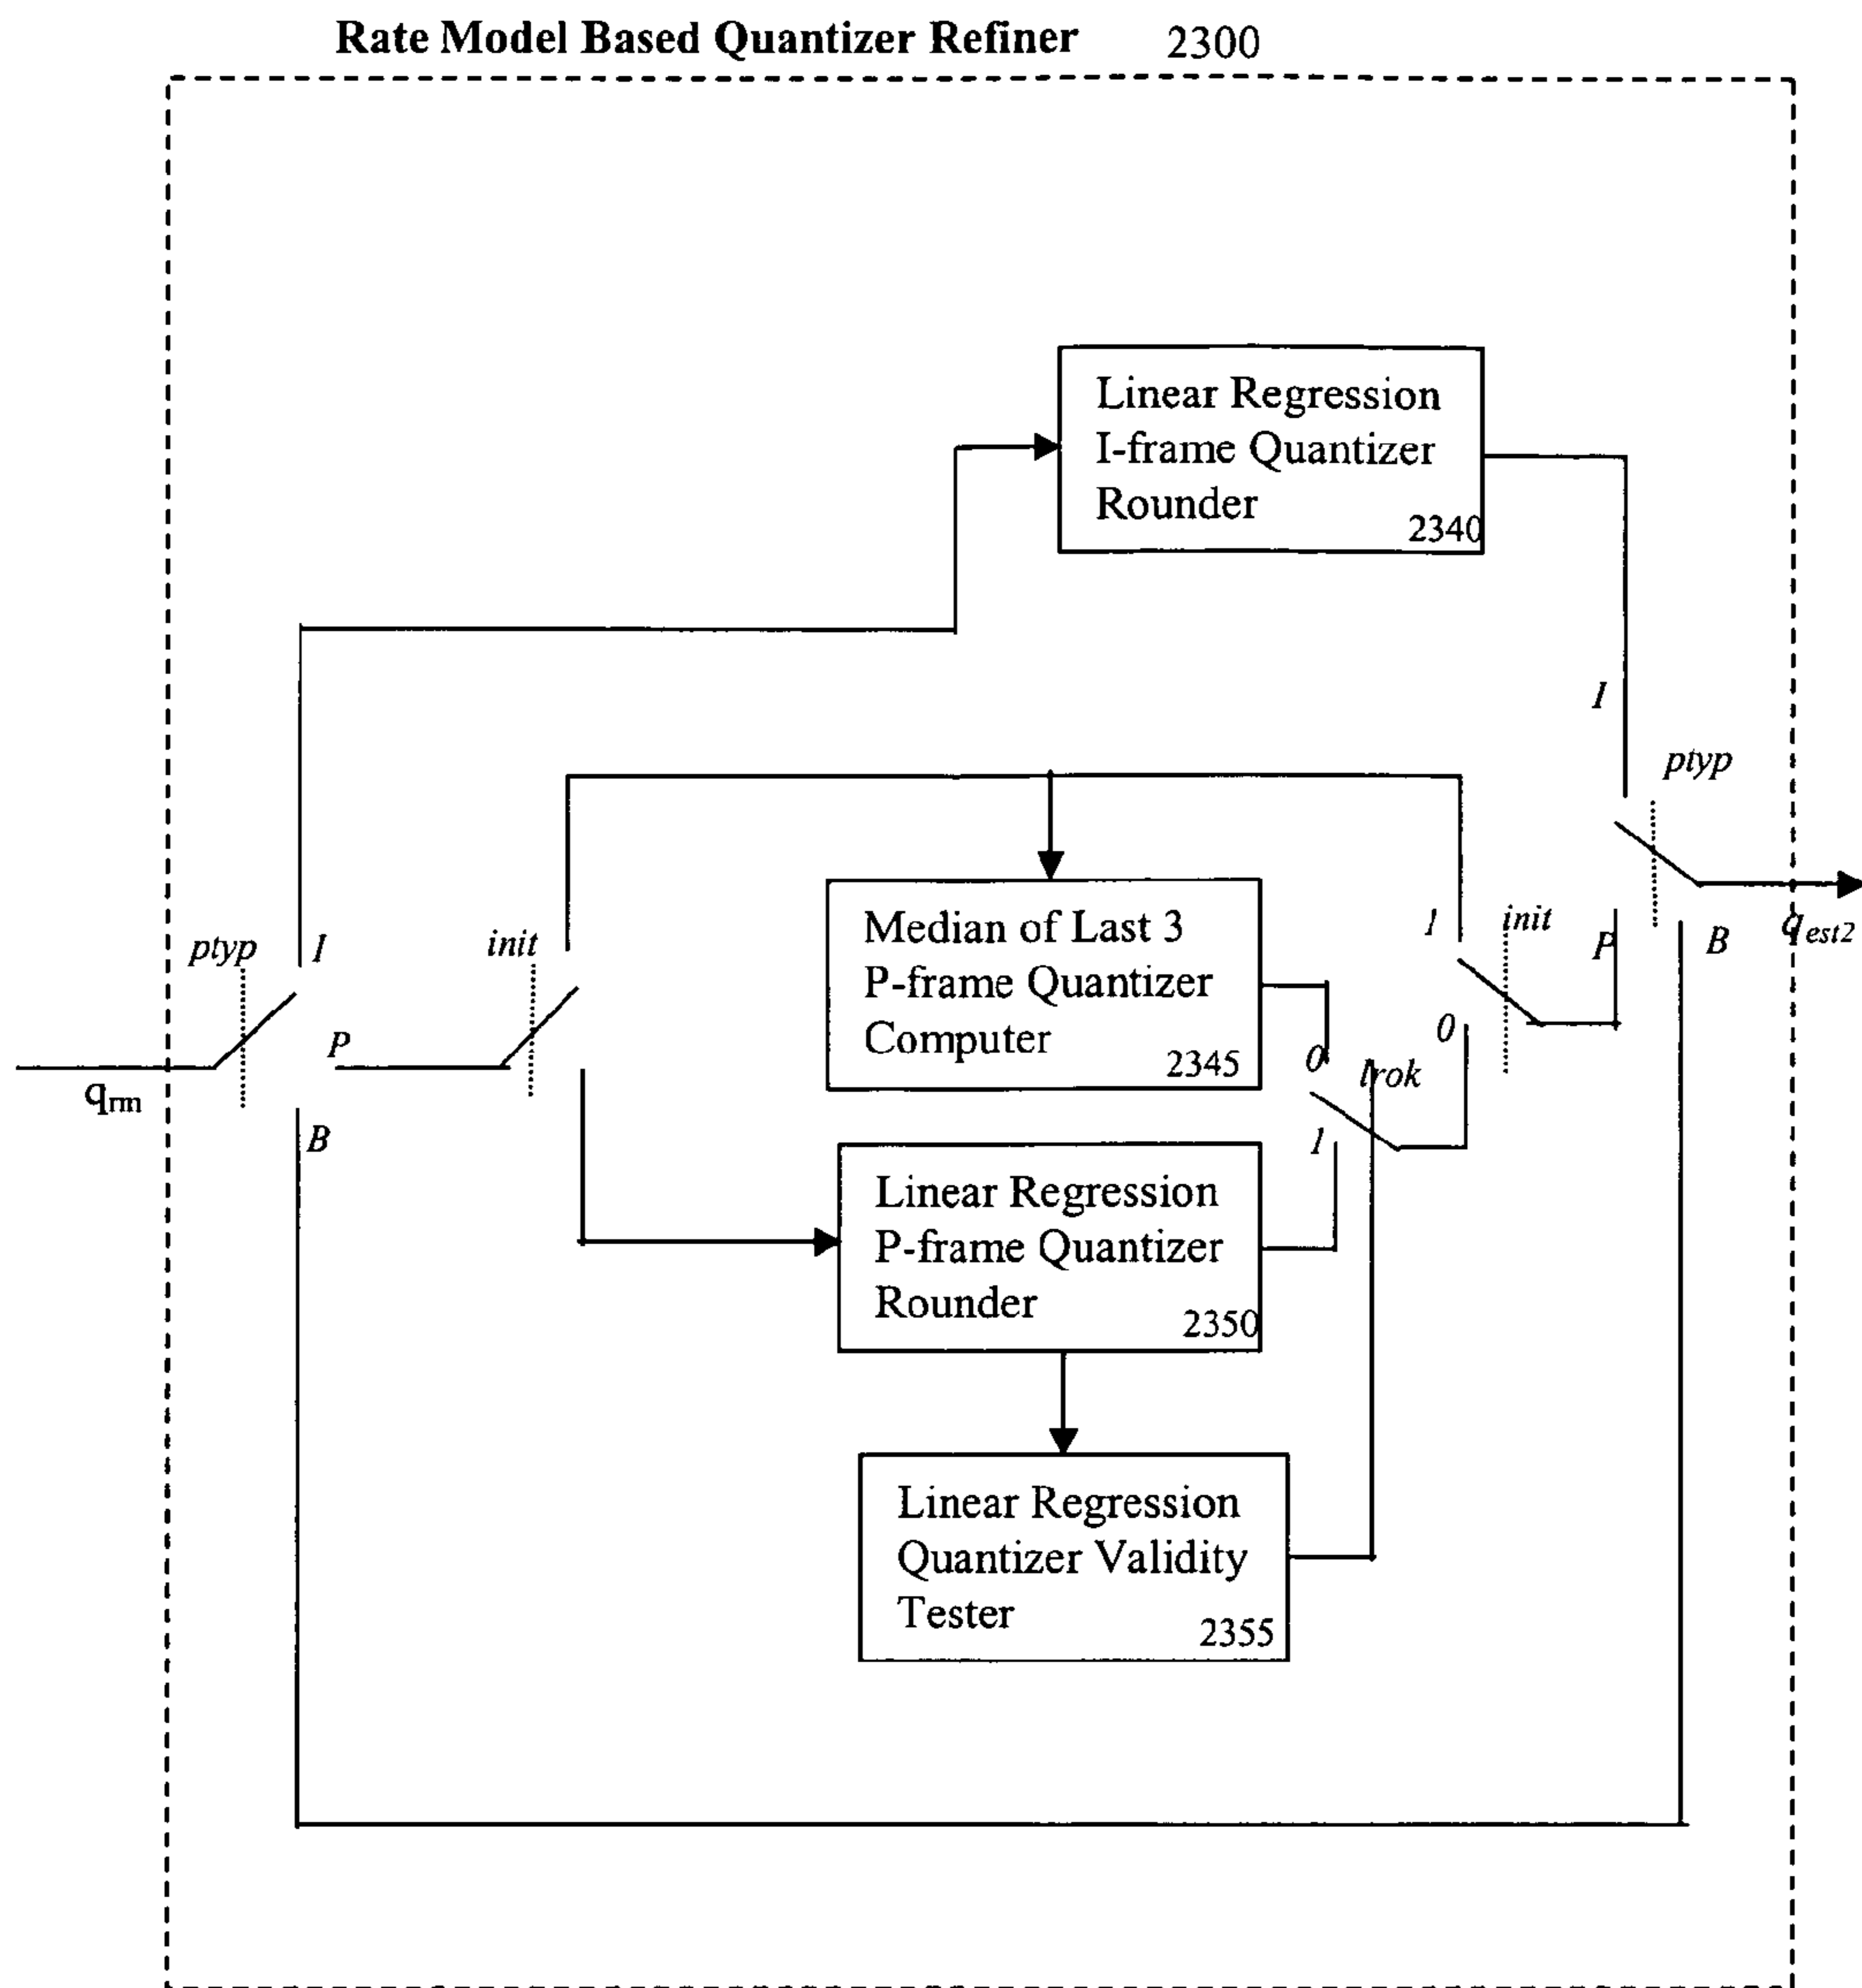 Rate Model Based Quantizer Refiner 2300
Linear Regression
I-frame Quantizer
Rounder
2340
I
ptyp
Median of Last 3
P-frame Quantizer
Computer
2345
ptyp
I
init
1
init
P
B
qest2
P
0
0
lrok
qrm
B
1
Linear Regression
P-frame Quantizer
Rounder
2350
Linear Regression
Quantizer Validity
Tester
2355